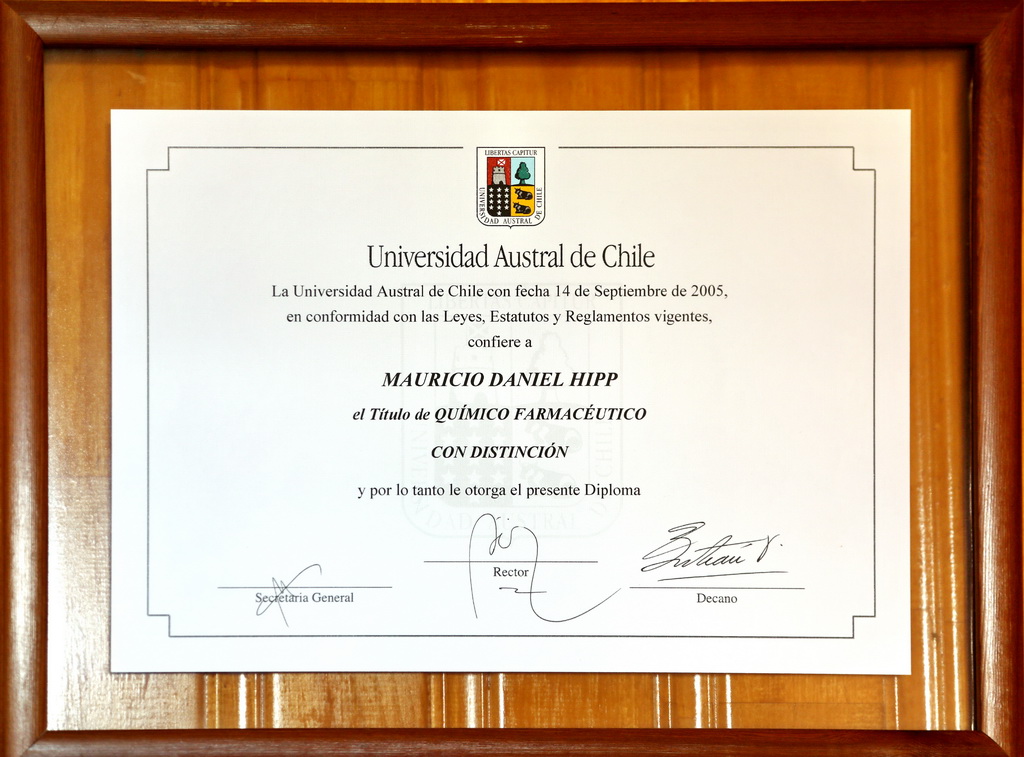 LIBERTAS CAPITUR
UNIVERSIDAD AUSTRAL DE CHILE
Universidad Austral de Chile
La Universidad Austral de Chile con fecha 14 de Septiembre de 2005,
en conformidad con las Leyes, Estatutos y Reglamentos vigentes,
confiere a
MAURICIO DANIEL HIPP
el Título de QUÍMICO FARMACÉUTICO
CON DISTINCIÓN
y por lo tanto le otorga el presente Diploma
Rector
Secretaria General
Decano